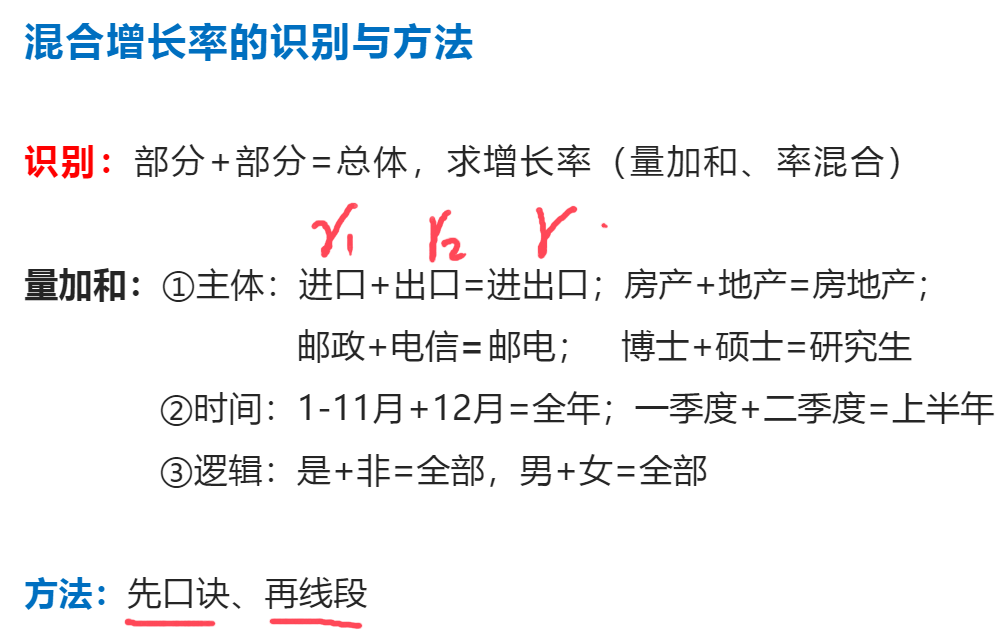 混合增长率的识别与方法
识别：部分+部分=总体，求增长率（量加和、率混合）
r₁ r₂ r
量加和：①主体：进口+出口=进出口；房产+地产=房地产；
邮政+电信=邮电； 博士+硕士=研究生
②时间：1-11月+12月=全年；一季度+二季度=上半年
③逻辑：是+非=全部，男+女=全部
方法：先口诀、再线段